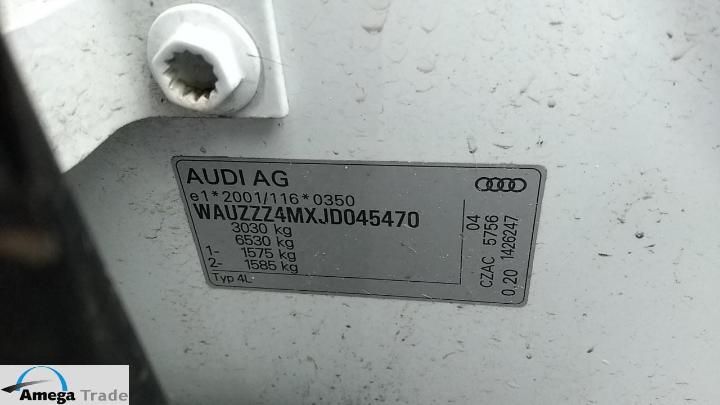 AUDI AG
e1*2001/116*0350
WAUZZZ4MXJD045470
3030 kg
6530 kg
1- 1575 kg
2- 1585 kg
Typ 4L
04
CZAC 5756
0.20 1426247
Amega Trade